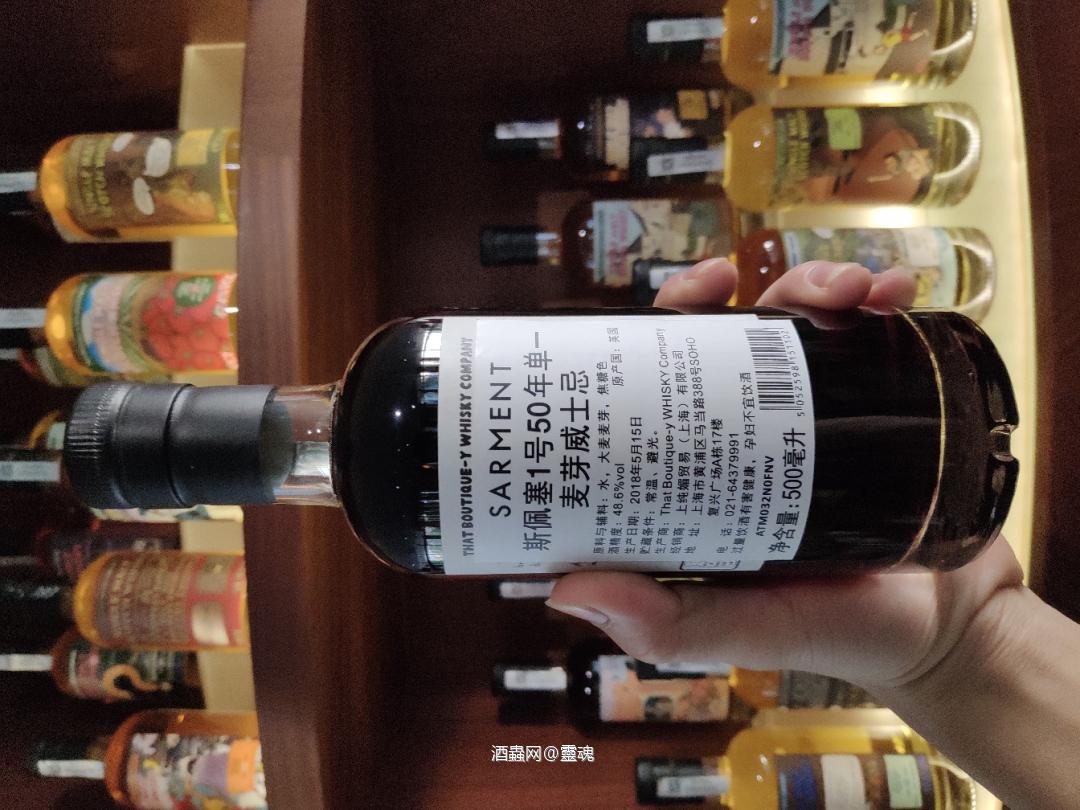 THAT BOUTIQUE-Y WHISKY COMPANY
SARMENT
斯佩塞1号50年单一
麦芽威士忌
原料与辅料：水，大麦麦芽，焦糖色
酒精度：48.6%vol 原产国：英国
生产日期：2018年5月15日
贮藏条件：常温，避光。
生产商：That Boutique-y WHISKY Company
经销商：上纯媚贸易（上海）有限公司
地 址：上海市黄浦区马当路388号SOHO
复兴广场A栋17楼
电 话：021-64379991
过量饮酒有害健康，孕妇不宜饮酒
ATM032N0FNV
净含量：500毫升
5052598151102
酒蟲网@靈魂